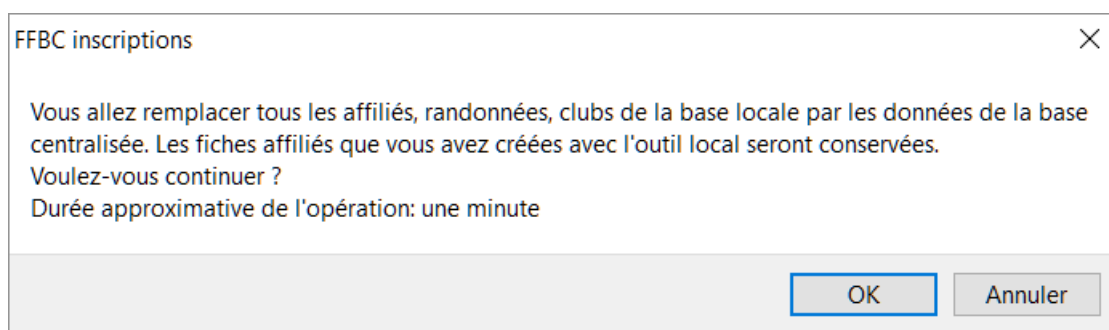 FFBC inscriptions
Vous allez remplacer tous les affiliés, randonnées, clubs de la base locale par les données de la base
centralisée. Les fiches affiliés que vous avez créées avec l'outil local seront conservées.
Voulez-vous continuer ?
Durée approximative de l'opération: une minute
OK
Annuler